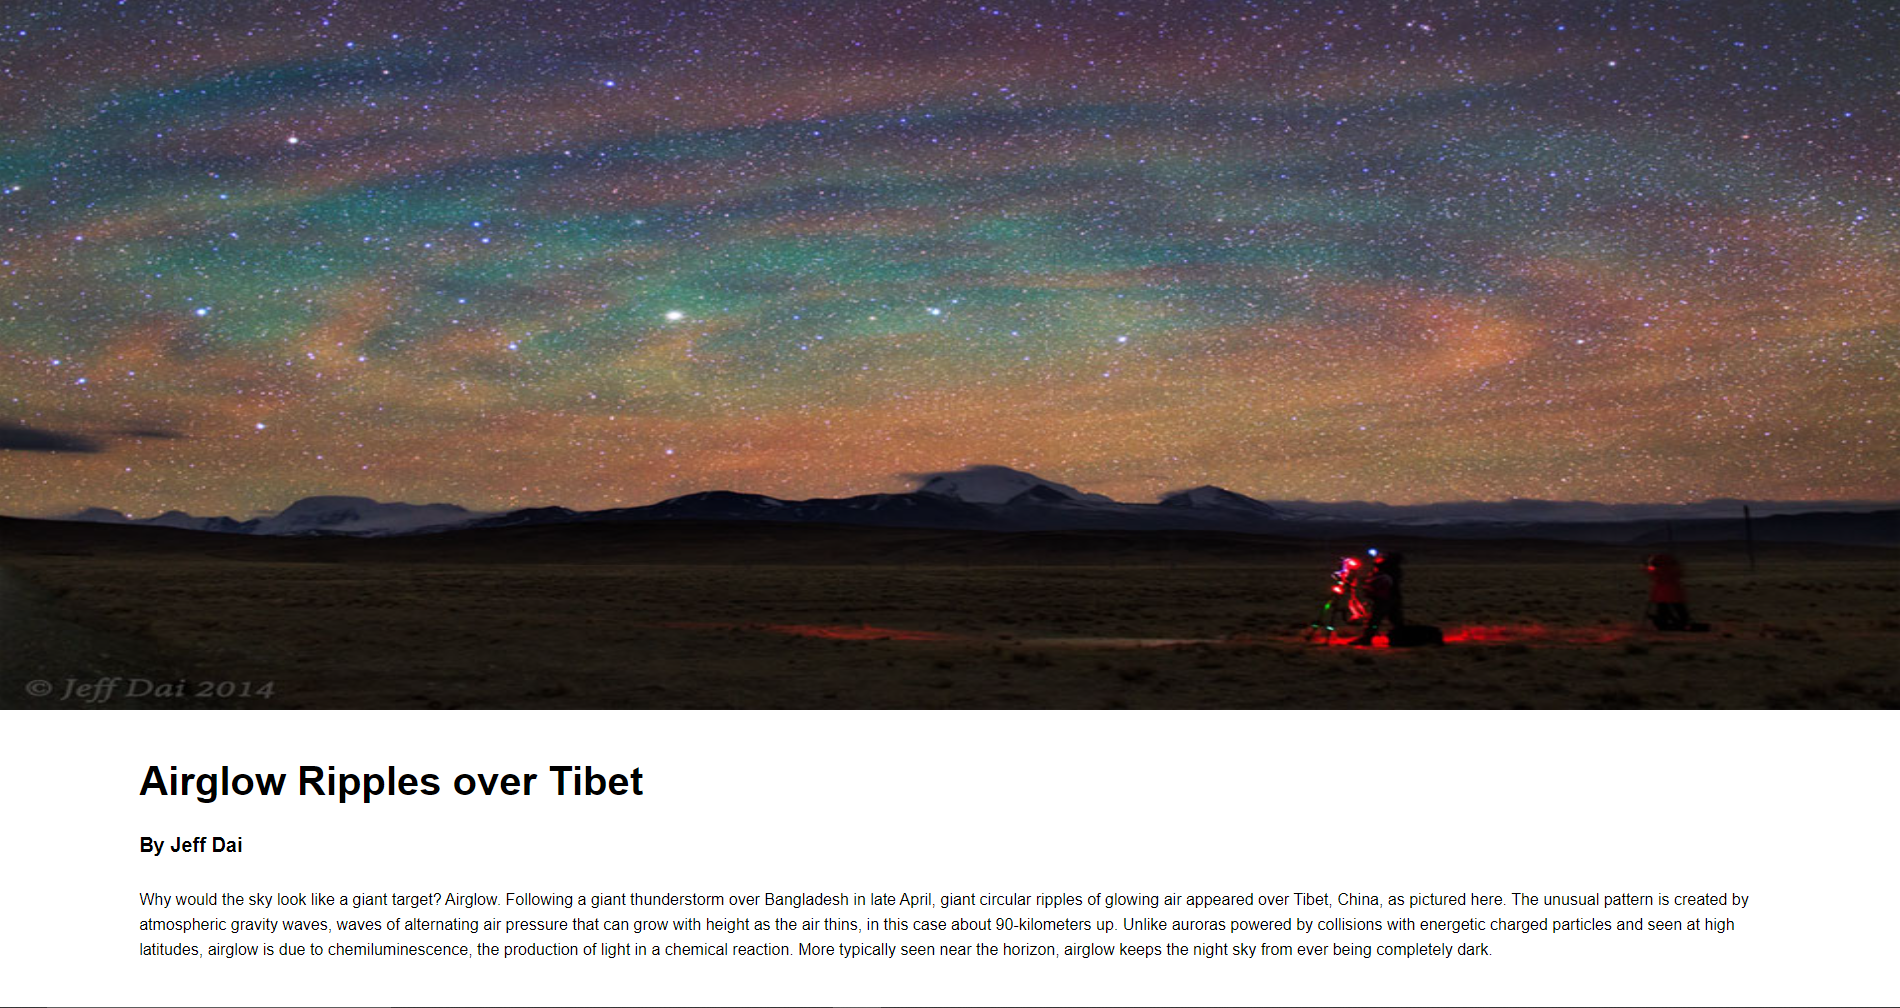 © Jeff Dai 2014
Airglow Ripples over Tibet
By Jeff Dai
Why would the sky look like a giant target? Airglow. Following a giant thunderstorm over Bangladesh in late April, giant circular ripples of glowing air appeared over Tibet, China, as pictured here. The unusual pattern is created by
atmospheric gravity waves, waves of alternating air pressure that can grow with height as the air thins, in this case about 90-kilometers up. Unlike auroras powered by collisions with energetic charged particles and seen at high
latitudes, airglow is due to chemiluminescence, the production of light in a chemical reaction. More typically seen near the horizon, airglow keeps the night sky from ever being completely dark.